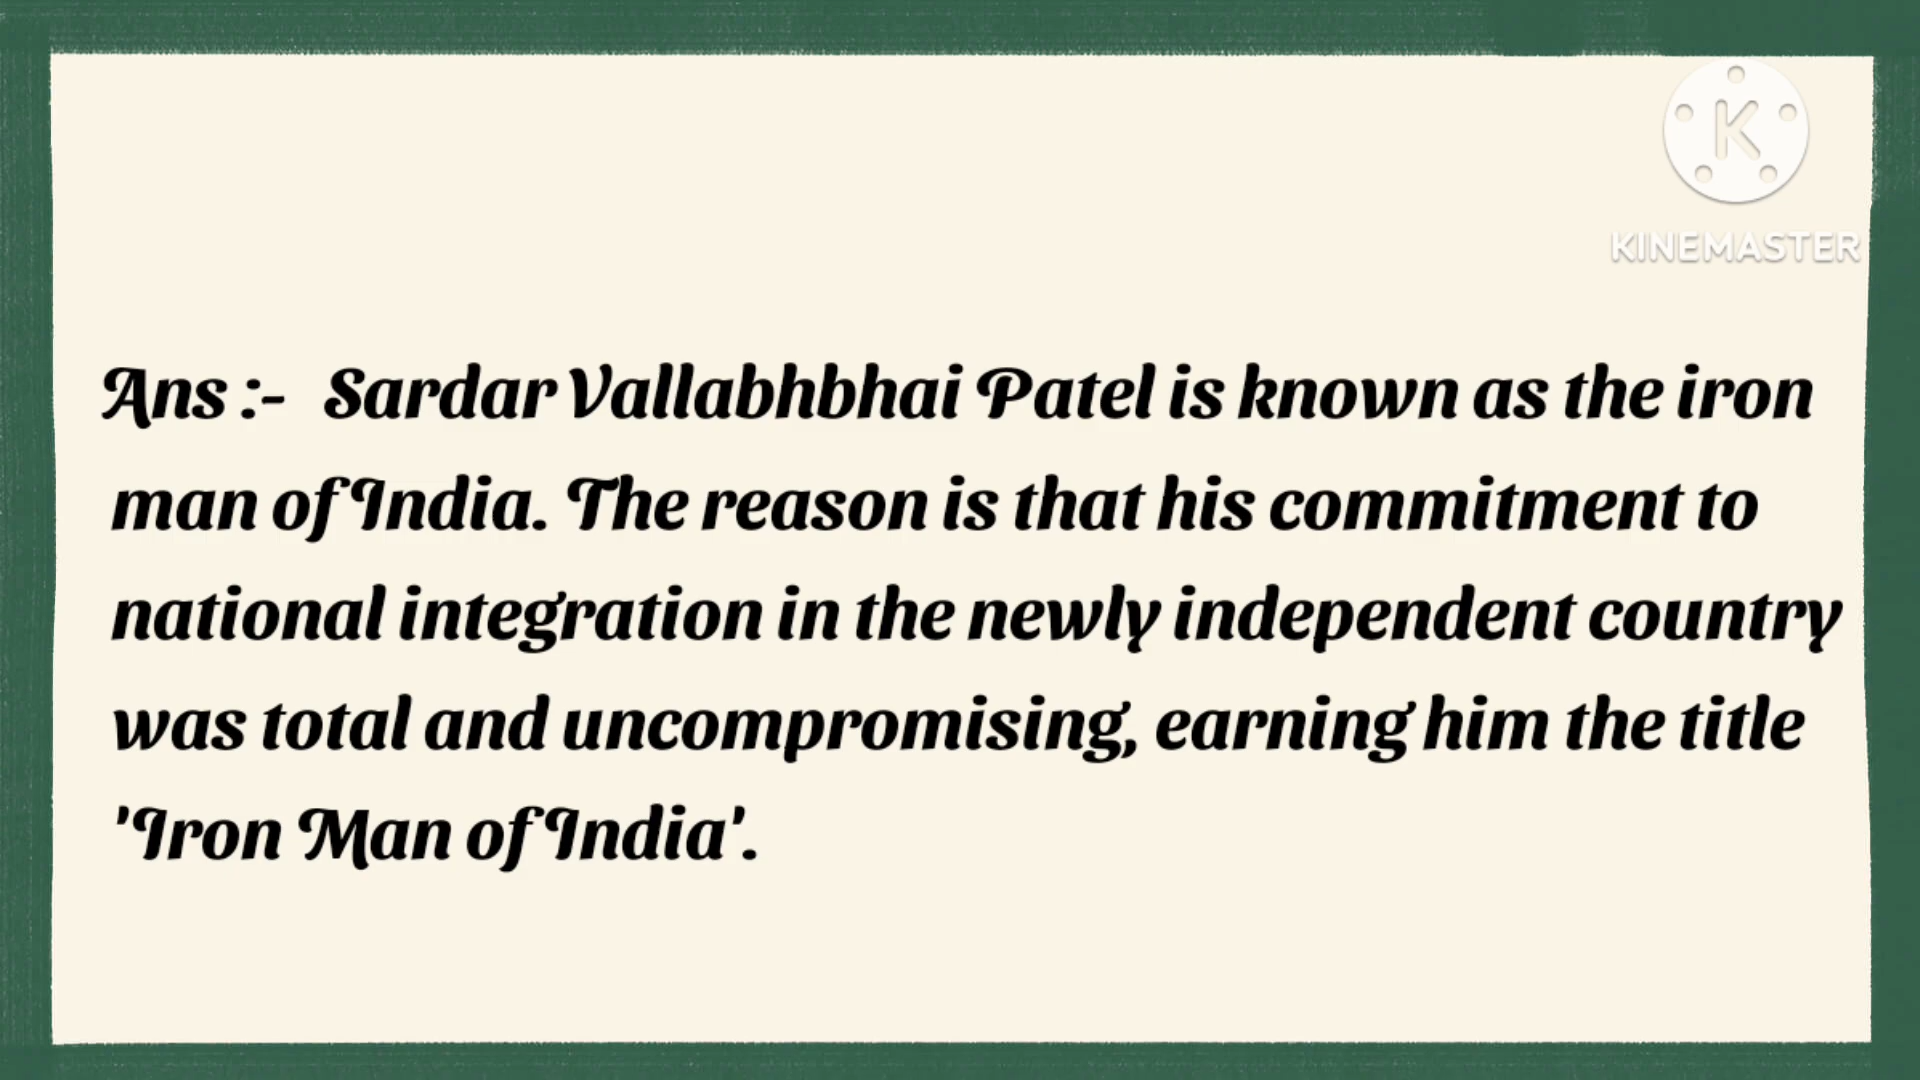 K
KINEMASTER
Ans :- Sardar Vallabhbhai Patel is known as the iron
man of India. The reason is that his commitment to
national integration in the newly independent country
was total and uncompromising, earning him the title
'Iron Man of India'.